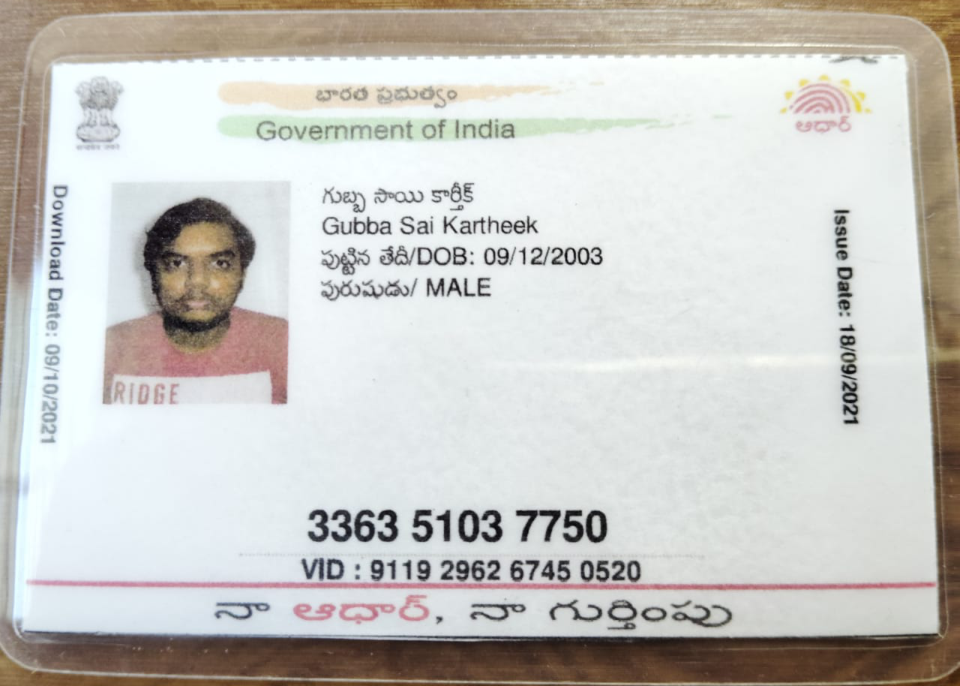 భారత ప్రభుత్వం
Government of India
ఆధార్
Download Date: 09/10/2021
గుబ్బ సాయి కార్తీక్
Gubba Sai Kartheek
పుట్టిన తేదీ/DOB: 09/12/2003
పురుషుడు/ MALE
RIDGE
Issue Date: 18/09/2021
3363 5103 7750
VID : 9119 2962 6745 0520
నా ఆధార్, నా గుర్తింపు